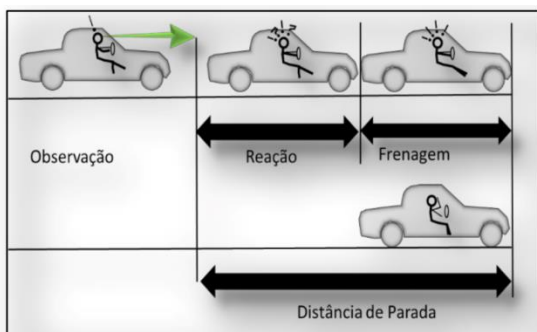 Observação
Reação
Frenagem
Distância de Parada